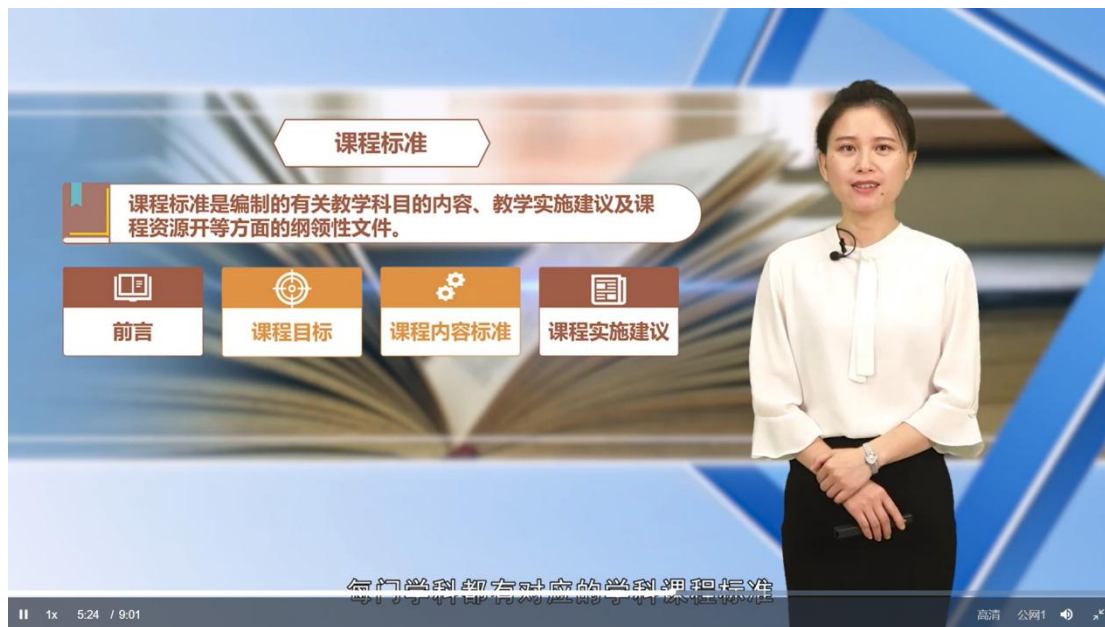 课程标准
课程标准是编制的有关教学科目的内容、教学实施建议及课
程资源开等方面的纲领性文件。
前言
课程目标
课程内容标准
课程实施建议
每门学科都有对应的学科课程标准
1x 5:24 / 9:01
高清 公网1